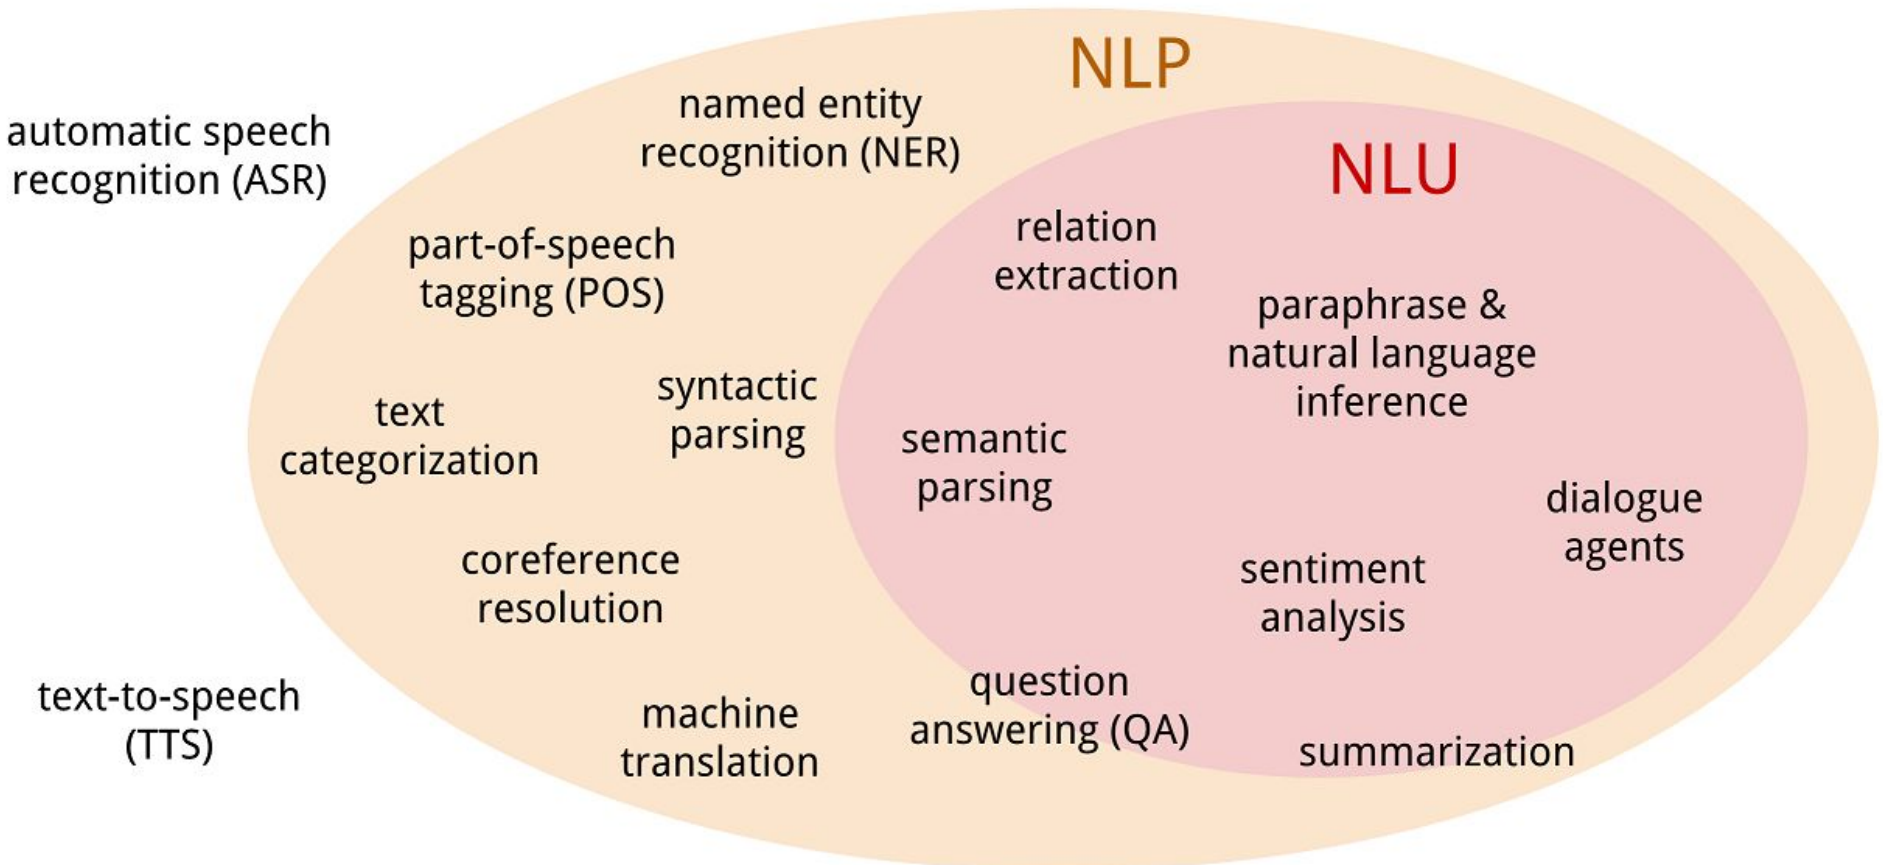 NLP
NLU
automatic speech
recognition (ASR)
named entity
recognition (NER)
part-of-speech
tagging (POS)
relation
extraction
paraphrase &
natural language
inference
text
categorization
syntactic
parsing
semantic
parsing
dialogue
agents
coreference
resolution
sentiment
analysis
text-to-speech
(TTS)
machine
translation
question
answering (QA)
summarization